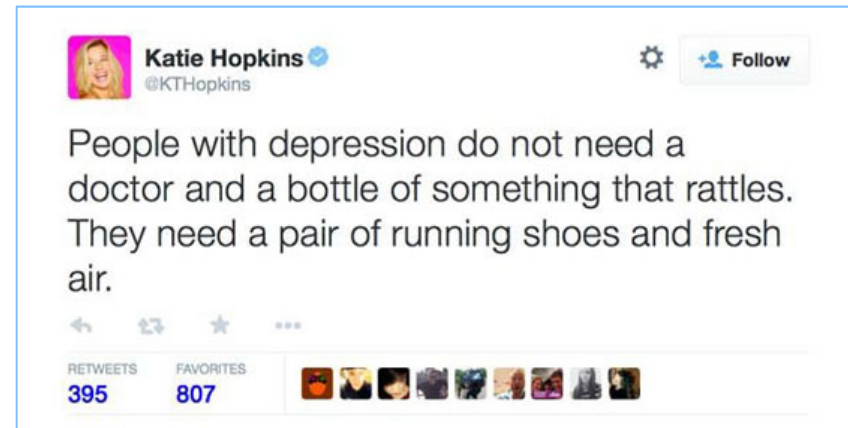 Katie Hopkins
@KTHopkins
Follow
People with depression do not need a
doctor and a bottle of something that rattles.
They need a pair of running shoes and fresh
air.
RETWEETS FAVORITES
395 807